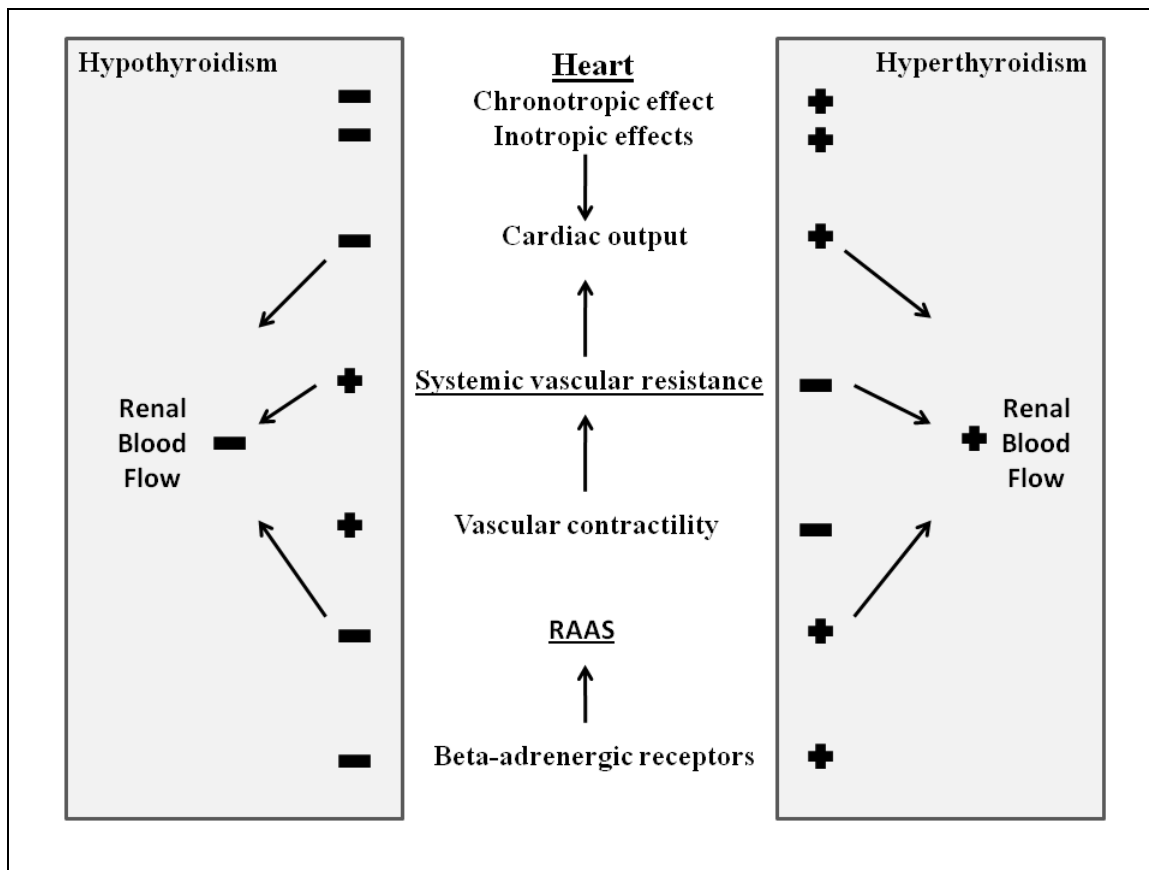 Hypothyroidism
Heart
Hyperthyroidism
Chronotropic effect
Inotropic effects
Cardiac output
Systemic vascular resistance
Renal
Blood
Flow
Renal
Blood
Flow
Vascular contractility
RAAS
Beta-adrenergic receptors